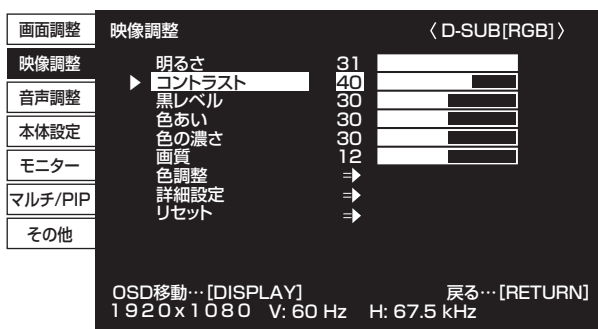 画面調整
映像調整
音声調整
本体設定
モニター
マルチ/PIP
その他
映像調整 〈D-SUB[RGB]〉
明るさ 31
コントラスト 40
黒レベル 30
色あい 30
色の濃さ 30
画質 12
色調整
詳細設定
リセット
OSD移動…[DISPLAY] 戻る…[RETURN]
1920x1080 V: 60 Hz H: 67.5 kHz